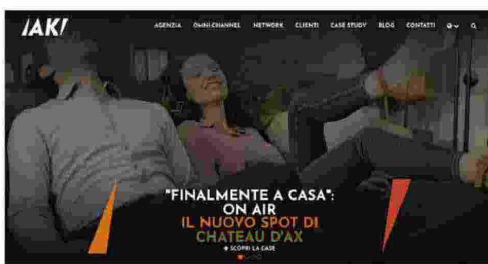 IAKI
AGENZIA OMNI-CHANNEL NETWORK CLIENTI CASE STUDY BLOG CONTATTI
"FINALMENTE A CASA":
ON AIR
IL NUOVO SPOT DI
CHATEAU D'AX
+ SCOPRI LA CASE